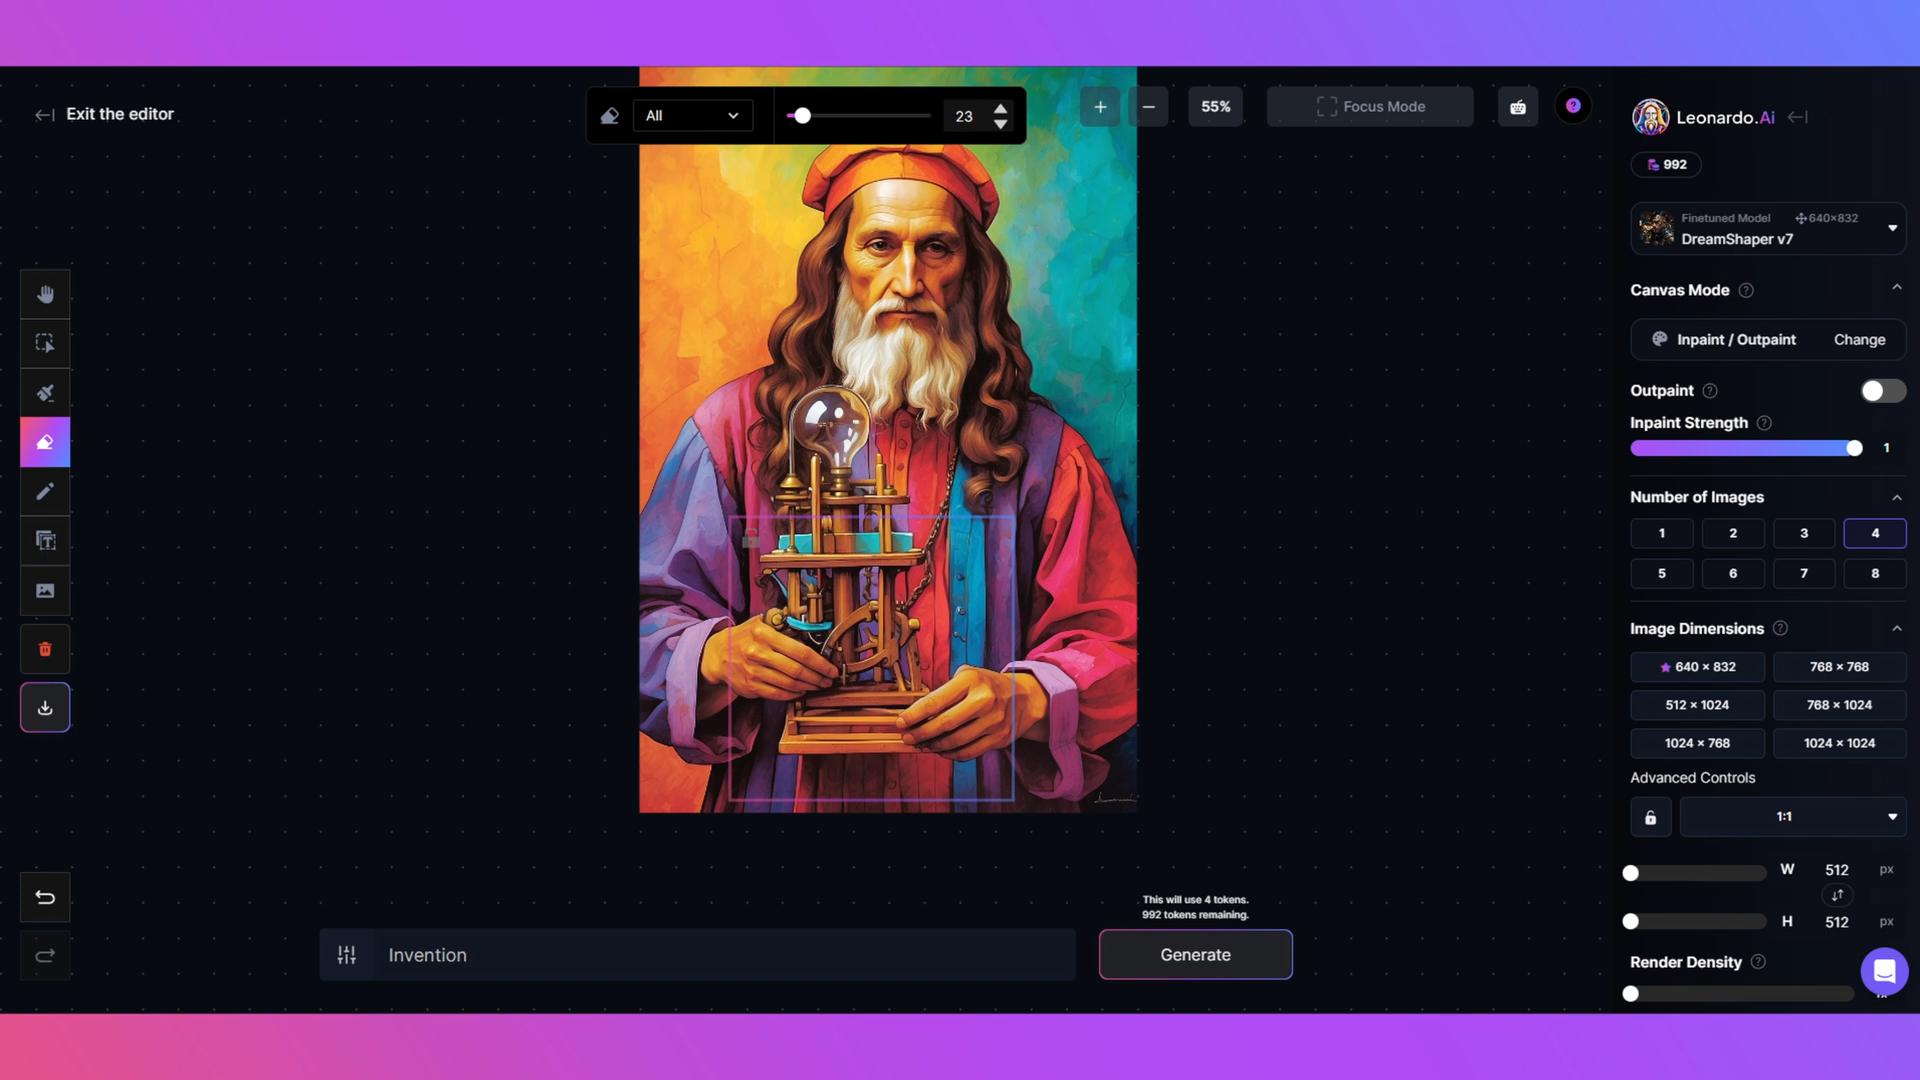 Exit the editor
All
23
55%
Focus Mode
Leonardo.Ai
992
Finetuned Model
640×832
DreamShaper v7
Canvas Mode
Inpaint / Outpaint
Change
Outpaint
Inpaint Strength
1
Number of Images
1 2 3 4
5 6 7 8
Image Dimensions
640 × 832
768 × 768
512 × 1024
768 × 1024
1024 × 768
1024 × 1024
Advanced Controls
1:1
W 512 px
H 512 px
Render Density
This will use 4 tokens.
992 tokens remaining.
Invention
Generate